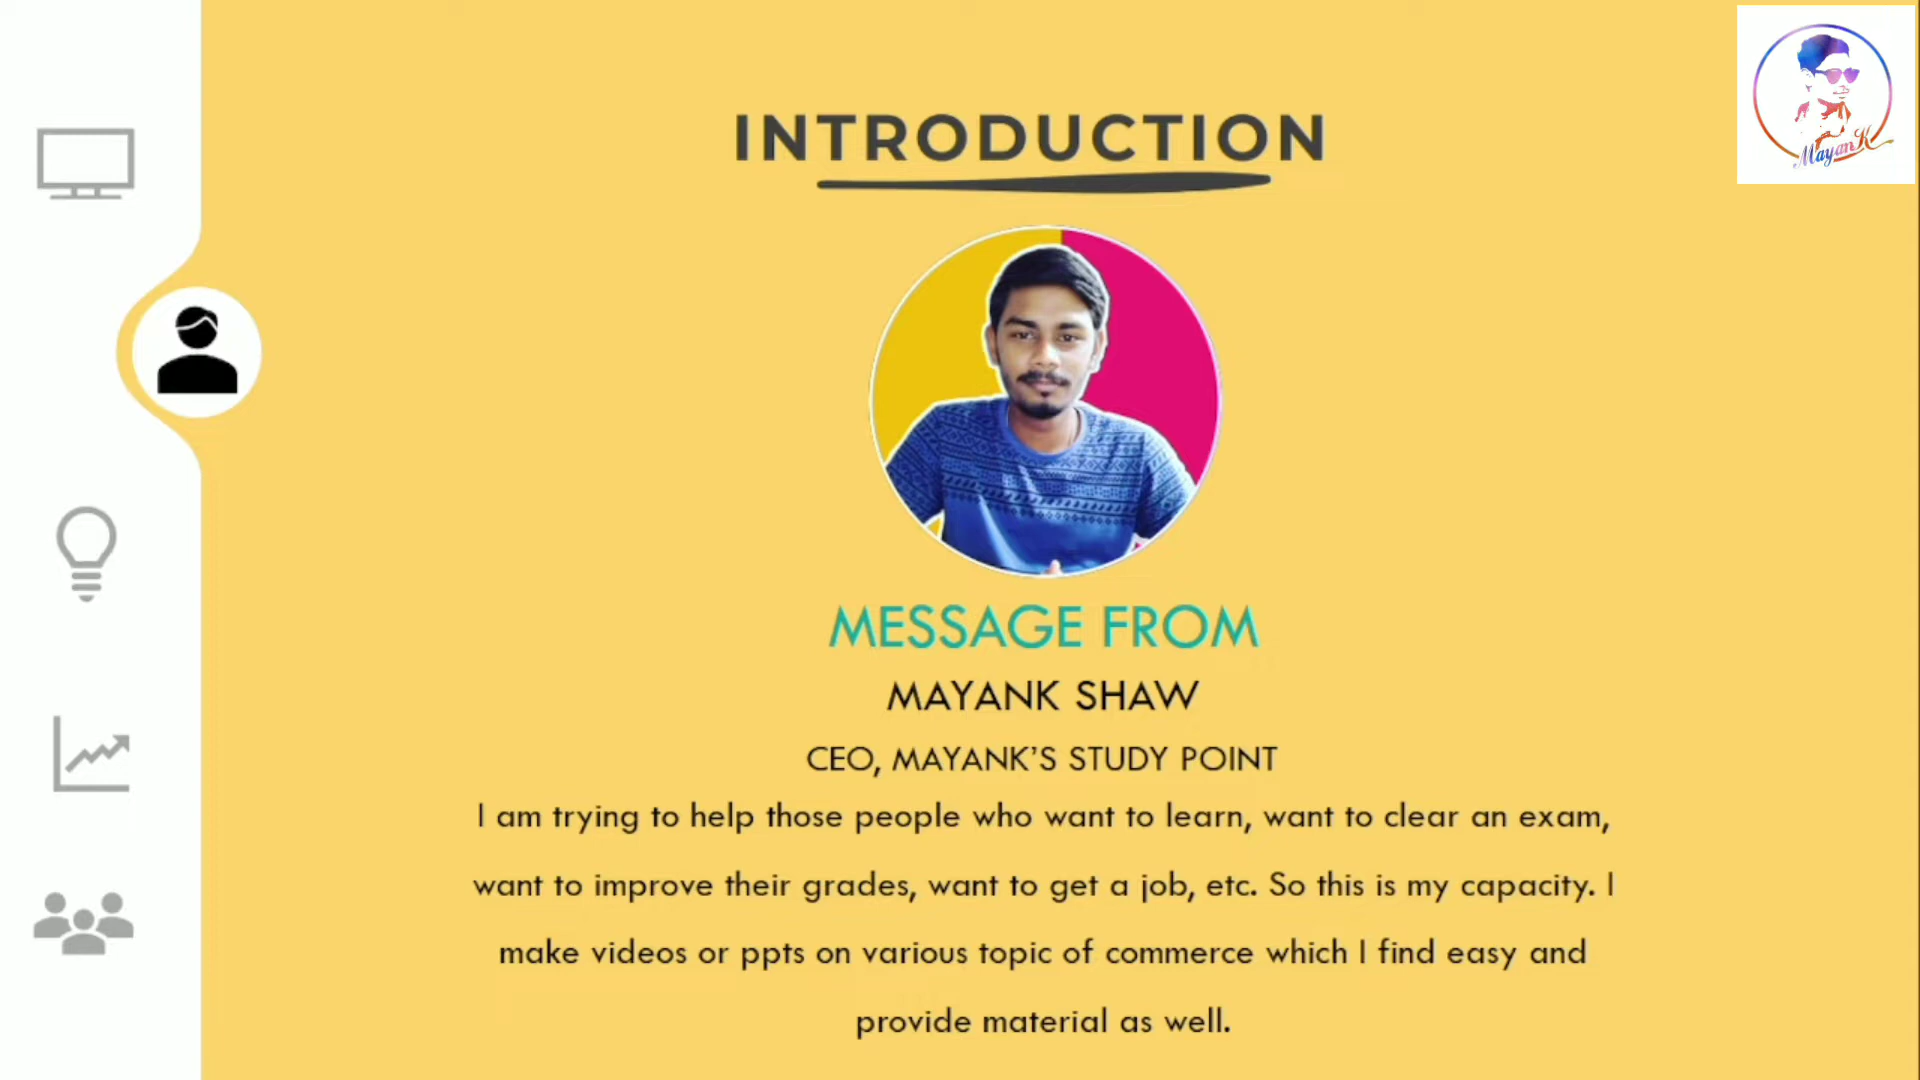 MayanK
INTRODUCTION
MESSAGE FROM
MAYANK SHAW
CEO, MAYANK'S STUDY POINT
I am trying to help those people who want to learn, want to clear an exam,
want to improve their grades, want to get a job, etc. So this is my capacity. I
make videos or ppts on various topic of commerce which I find easy and
provide material as well.